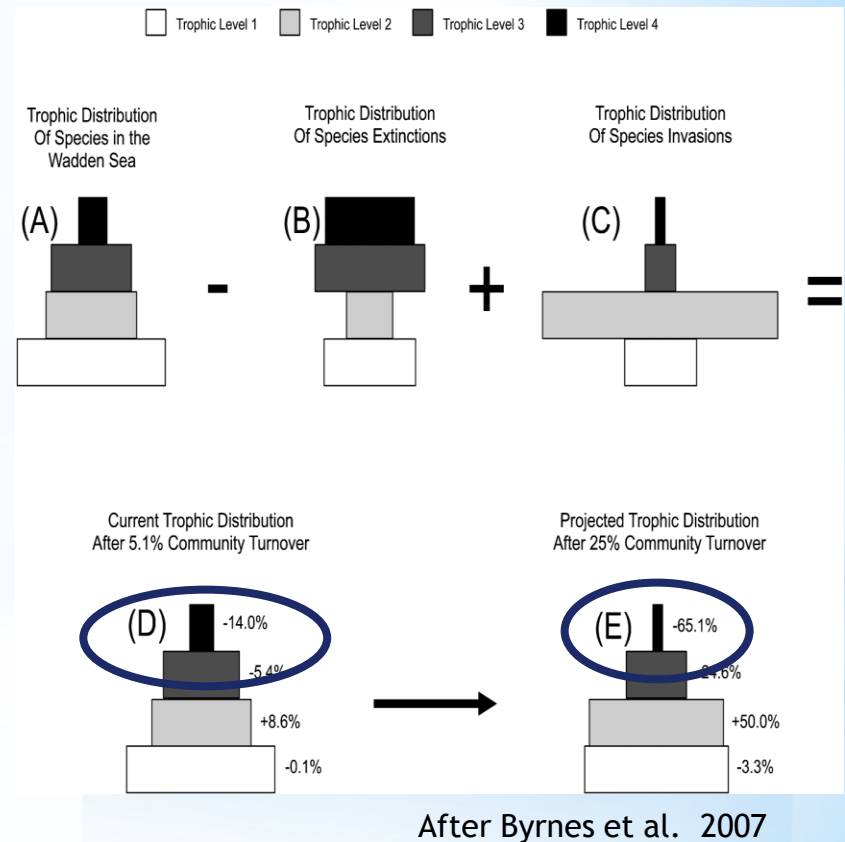 Trophic Level 1 Trophic Level 2 Trophic Level 3 Trophic Level 4
Trophic Distribution
Of Species in the
Wadden Sea
Trophic Distribution
Of Species Extinctions
Trophic Distribution
Of Species Invasions
(A)
-
(B)
+
(C)
=
Current Trophic Distribution
After 5.1% Community Turnover
(D)
-14.0%
-5.4%
+8.6%
-0.1%
Projected Trophic Distribution
After 25% Community Turnover
(E)
-65.1%
-24.6%
+50.0%
-3.3%
After Byrnes et al. 2007